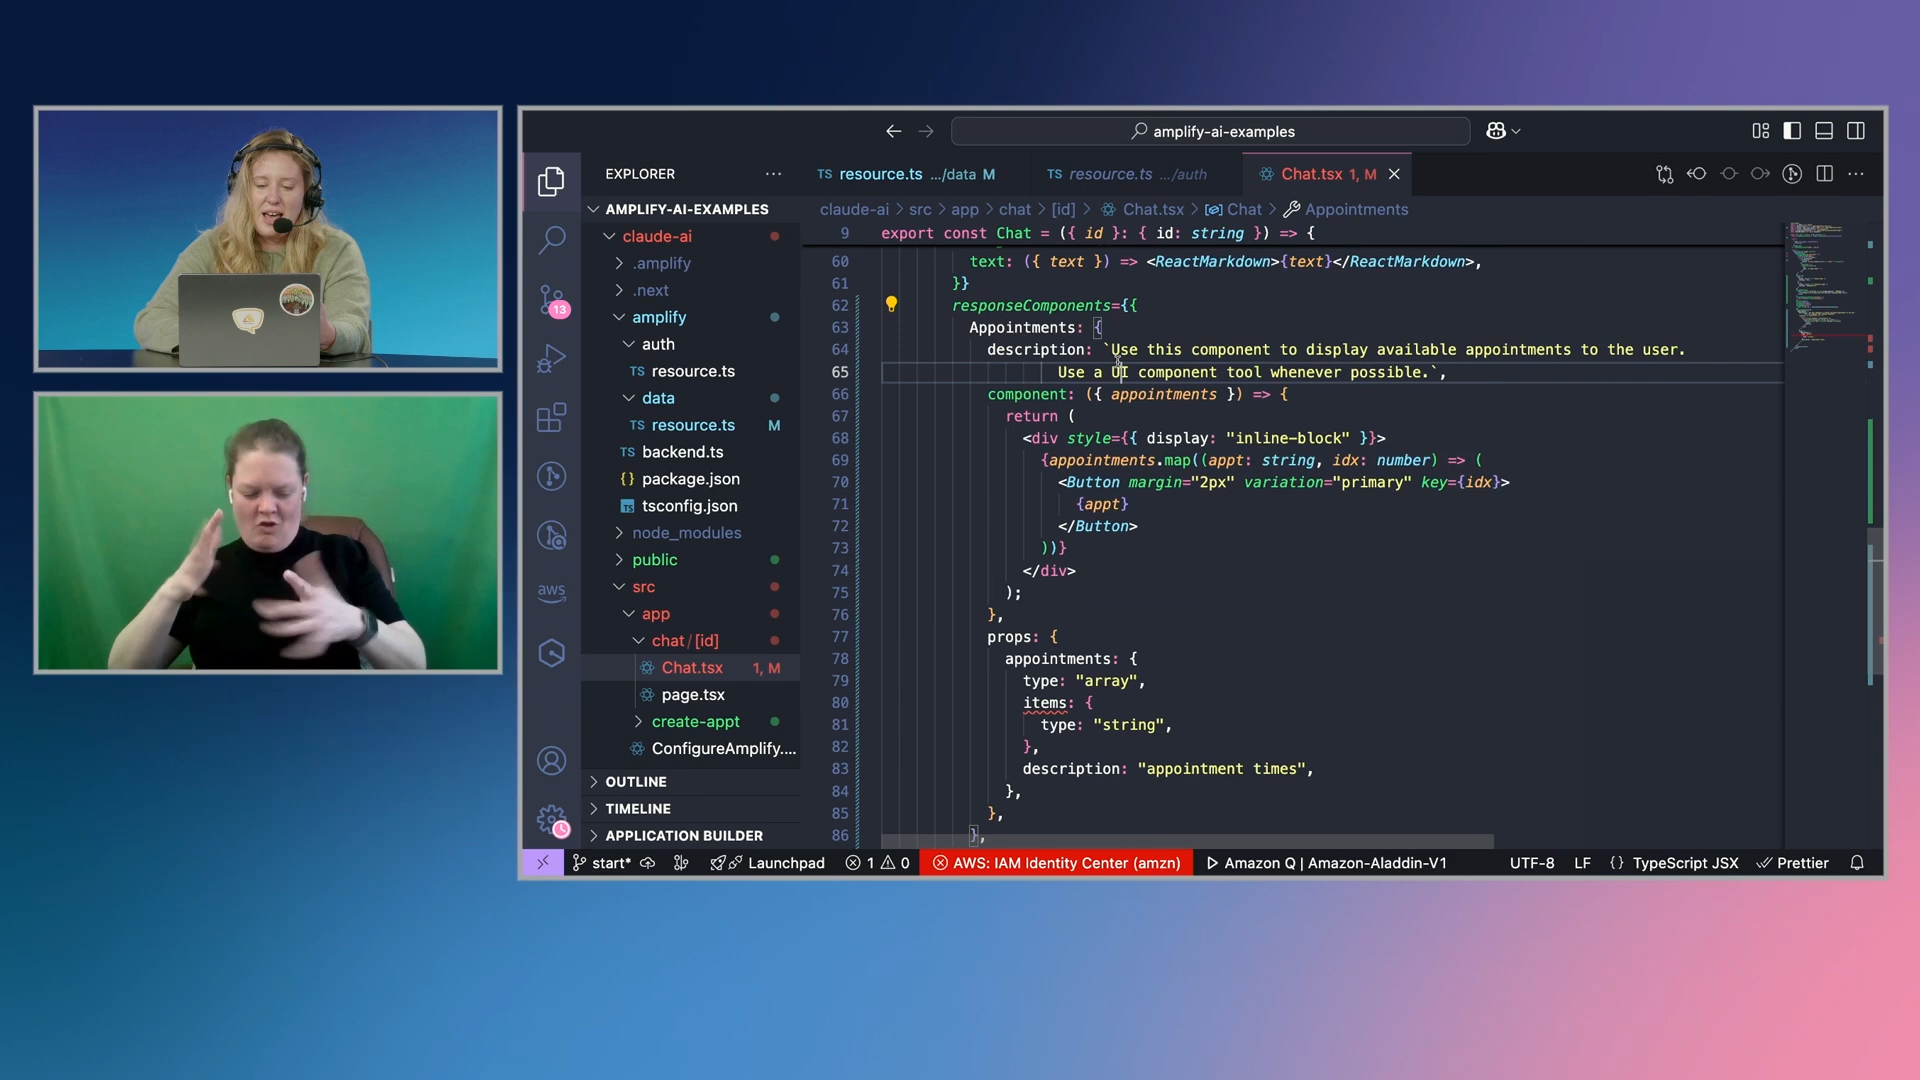 amplify-ai-examples
EXPLORER
resource.ts .../data M
resource.ts .../auth
Chat.tsx 1, M
AMPLIFY-AI-EXAMPLES
claude-ai > src > app > chat > [id] > Chat.tsx > Chat > Appointments
claude-ai
.amplify
.next
amplify
auth
TS resource.ts
data
TS resource.ts M
TS backend.ts
{} package.json
tsconfig.json
node_modules
public
src
app
chat/[id]
Chat.tsx 1, M
page.tsx
create-appt
ConfigureAmplify....
OUTLINE
TIMELINE
APPLICATION BUILDER
13
aws
9 export const Chat = ({ id }: { id: string }) => {
60 text: ({ text }) => <ReactMarkdown>{text}</ReactMarkdown>,
61 }}
62 responseComponents={{
63 Appointments: {
64 description: `Use this component to display available appointments to the user.
65 Use a UI component tool whenever possible.`,
66 component: ({ appointments }) => {
67 return (
68 <div style={{ display: "inline-block" }}>
69 {appointments.map((appt: string, idx: number) => (
70 <Button margin="2px" variation="primary" key={idx}>
71 {appt}
72 </Button>
73 ))}
74 </div>
75 );
76 },
77 props: {
78 appointments: {
79 type: "array",
80 items: {
81 type: "string",
82 },
83 description: "appointment times",
84 },
85 },
86 },
start* Launchpad 1 0 AWS: IAM Identity Center (amzn) Amazon Q | Amazon-Aladdin-V1 UTF-8 LF {} TypeScript JSX Prettier